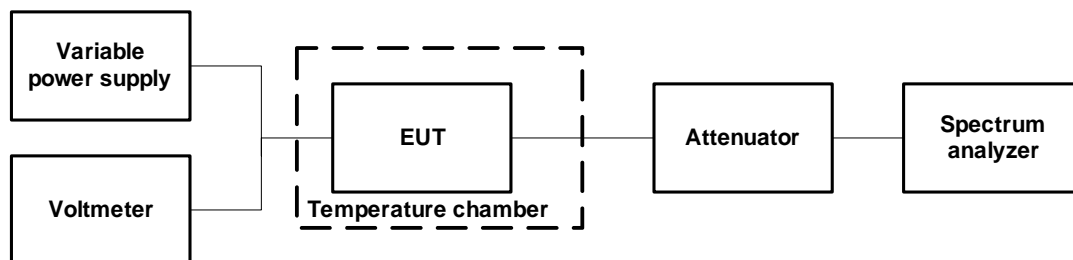 Variable
power supply
Voltmeter
EUT
Temperature chamber
Attenuator
Spectrum
analyzer